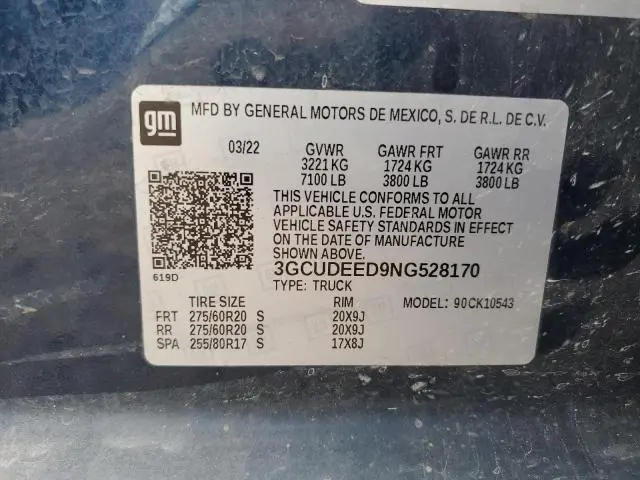 gm
MFD BY GENERAL MOTORS DE MEXICO, S. DE R.L. DE C.V.
03/22 GVWR GAWR FRT GAWR RR
3221 KG 1724 KG 1724 KG
7100 LB 3800 LB 3800 LB
THIS VEHICLE CONFORMS TO ALL
APPLICABLE U.S. FEDERAL MOTOR
VEHICLE SAFETY STANDARDS IN EFFECT
ON THE DATE OF MANUFACTURE
SHOWN ABOVE.
619D 3GCUDEED9NG528170
TYPE: TRUCK
TIRE SIZE RIM MODEL: 90CK10543
FRT 275/60R20 S 20X9J
RR 275/60R20 S 20X9J
SPA 255/80R17 S 17X8J